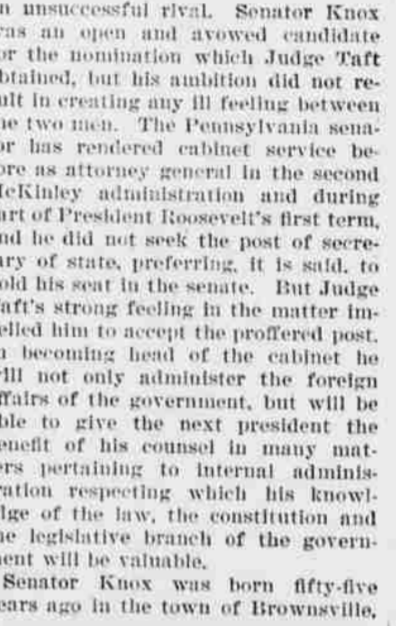 n unsuccessful rival. Senator Knox
as an open and avowed candidate
or the nomination which Judge Taft
btained, but his ambition did not re-
ult in creating any ill feeling between
he two men. The Pennsylvania sena-
or has rendered cabinet service be-
ore as attorney general in the second
McKinley administration and during
art of President Roosevelt's first term,
nd he did not seek the post of secre-
ary of state, preferring, it is said, to
old his seat in the senate. But Judge
aft's strong feeling in the matter im-
elled him to accept the proffered post.
n becoming head of the cabinet he
ill not only administer the foreign
ffairs of the government, but will be
ble to give the next president the
enefit of his counsel in many mat-
ers pertaining to internal adminis-
ration respecting which his knowl-
dge of the law, the constitution and
he legislative branch of the govern-
ent will be valuable.
Senator Knox was born fifty-five
ears ago in the town of Brownsville,